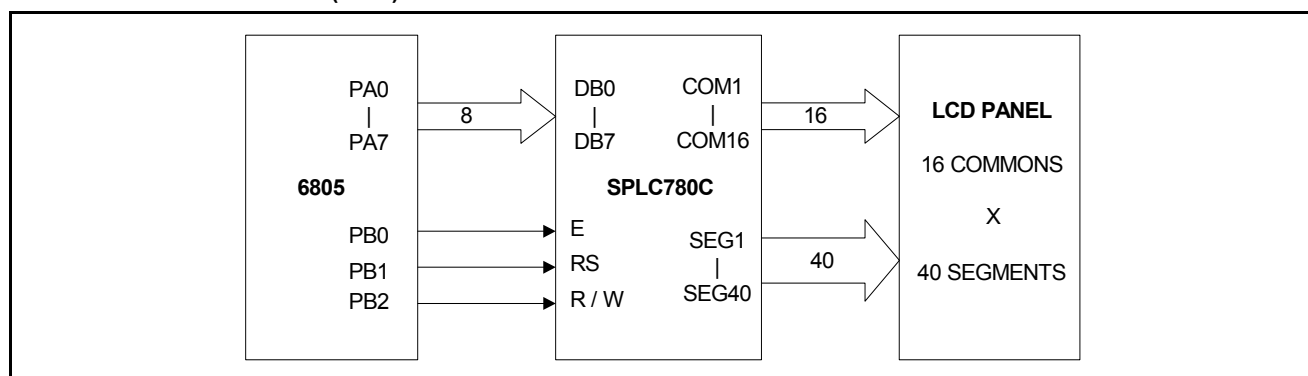 PA0
|
PA7
8
6805
PB0
PB1
PB2
DB0
|
DB7
COM1
|
COM16
SPLC780C
E
RS
R / W
SEG1
|
SEG40
16
40
LCD PANEL
16 COMMONS
X
40 SEGMENTS